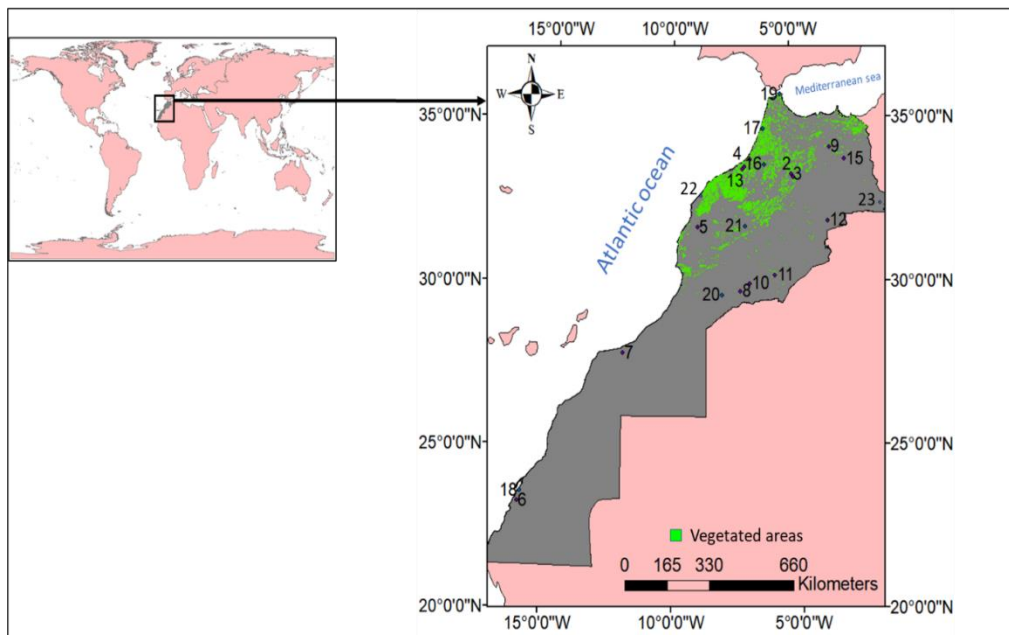 15°0'0"W 10°0'0"W 5°0'0"W
N
W E
S
Mediterranean sea
19
35°0'0"N 35°0'0"N
17
4 16 2 9 15
13 3
22 23
Atlantic ocean
5 21 12
30°0'0"N 30°0'0"N
20 8 10 11
7
25°0'0"N 25°0'0"N
18
6
Vegetated areas
0 165 330 660
Kilometers
20°0'0"N 20°0'0"N
15°0'0"W 10°0'0"W 5°0'0"W